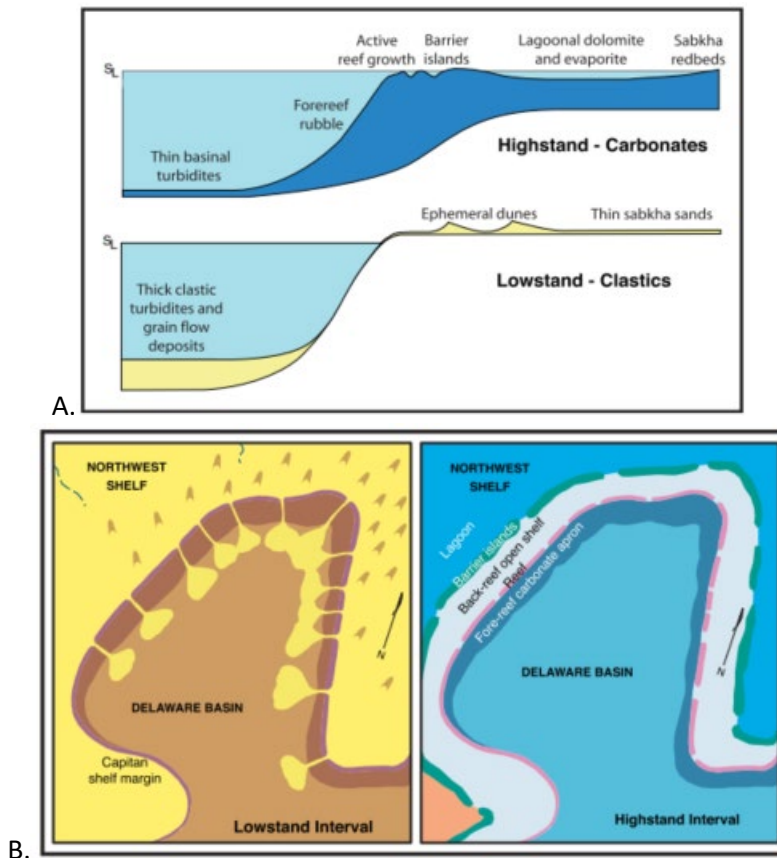 Active
reef growth
Barrier
islands
Lagoonal dolomite
and evaporite
Sabkha
redbeds
SL
Forereef
rubble
Thin basinal
turbidites
Highstand - Carbonates
Ephemeral dunes
Thin sabkha sands
SL
Lowstand - Clastics
Thick clastic
turbidites and
grain flow
deposits
A.
NORTHWEST
SHELF
N
DELAWARE BASIN
Capitan
shelf margin
Lowstand Interval
NORTHWEST
SHELF
Lagoon
Barrier islands
Back-reef open shelf
Reef
Fore-reef carbonate apron
N
DELAWARE BASIN
Highstand Interval
B.